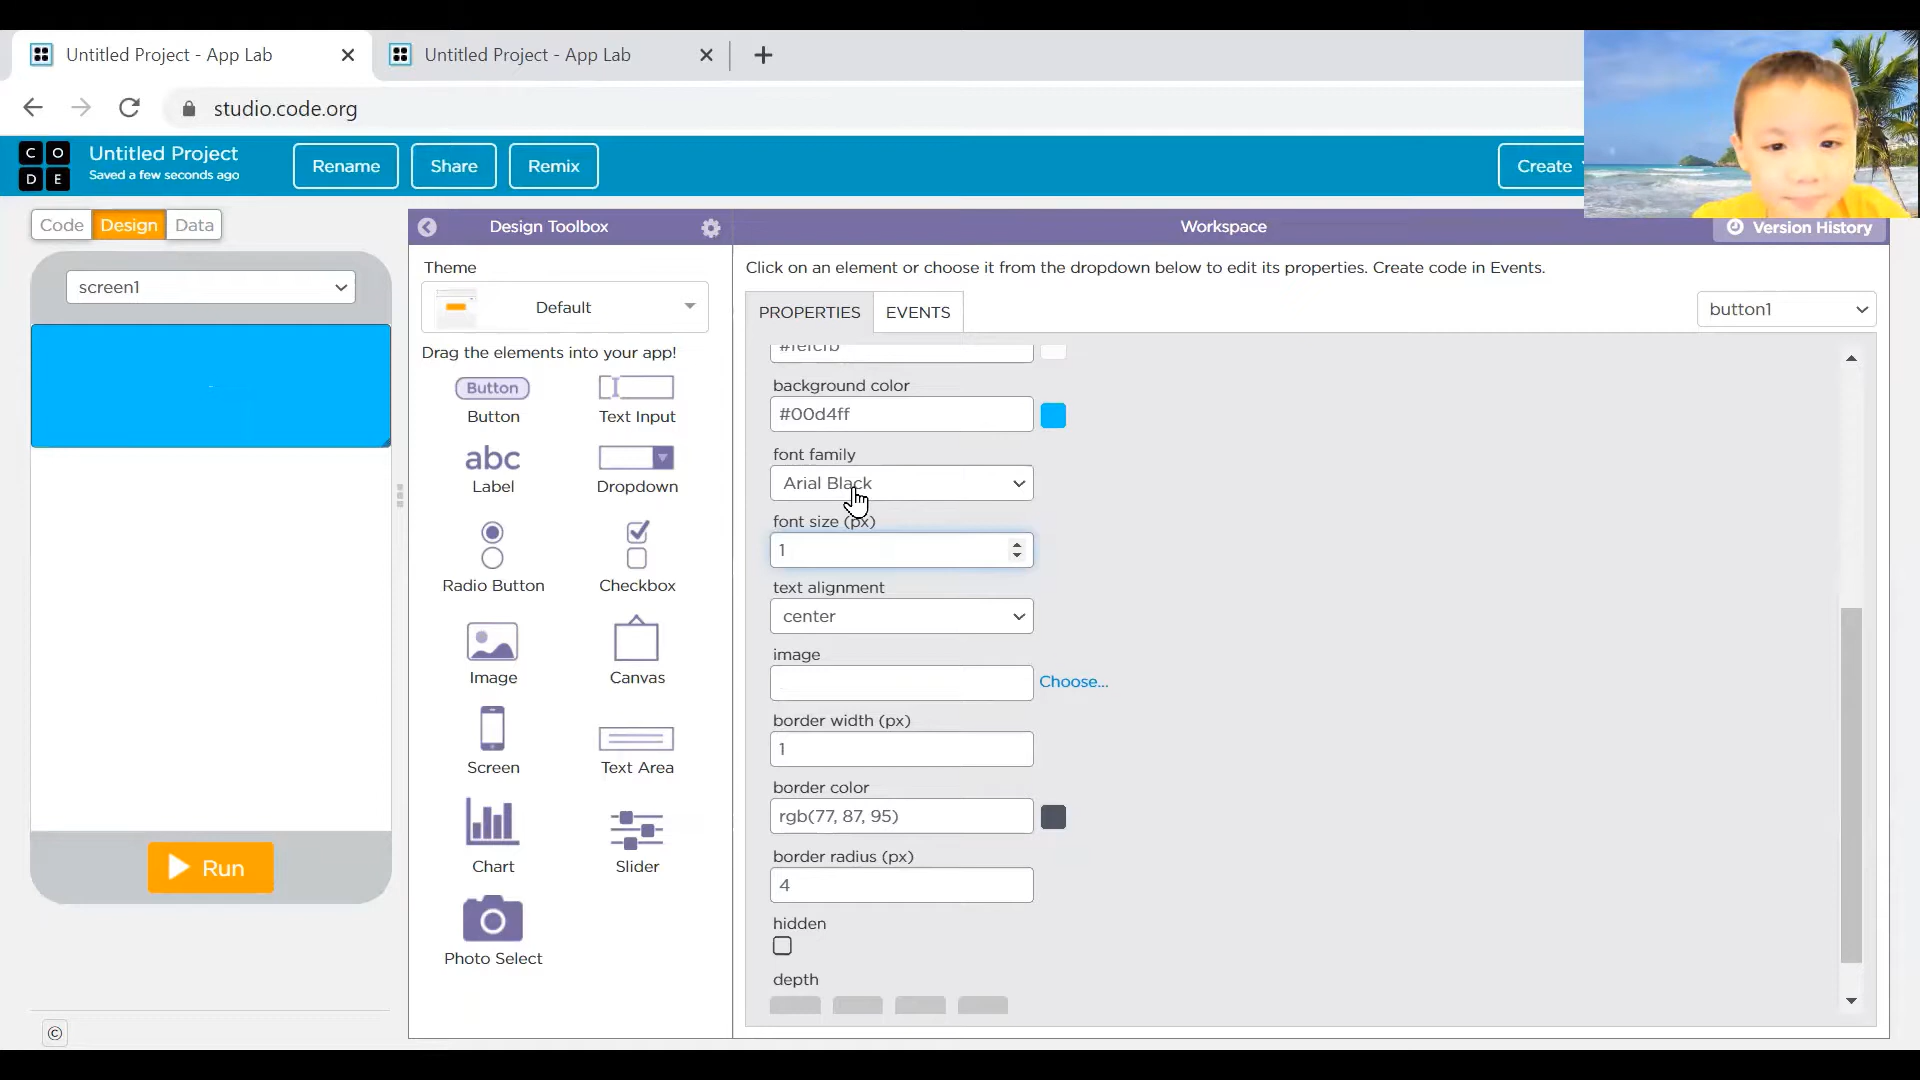 Untitled Project - App Lab
Untitled Project - App Lab
studio.code.org
C O
D E
Untitled Project
Saved a few seconds ago
Rename
Share
Remix
Create
Code
Design
Data
Design Toolbox
Workspace
Version History
screen1
Theme
Default
Drag the elements into your app!
Button
Button
Text Input
abc
Label
Dropdown
Radio Button
Checkbox
Image
Canvas
Screen
Text Area
Chart
Slider
Photo Select
Run
©
Click on an element or choose it from the dropdown below to edit its properties. Create code in Events.
PROPERTIES
EVENTS
button1
background color
#00d4ff
font family
Arial Black
font size (px)
1
text alignment
center
image
Choose...
border width (px)
1
border color
rgb(77, 87, 95)
border radius (px)
4
hidden
depth